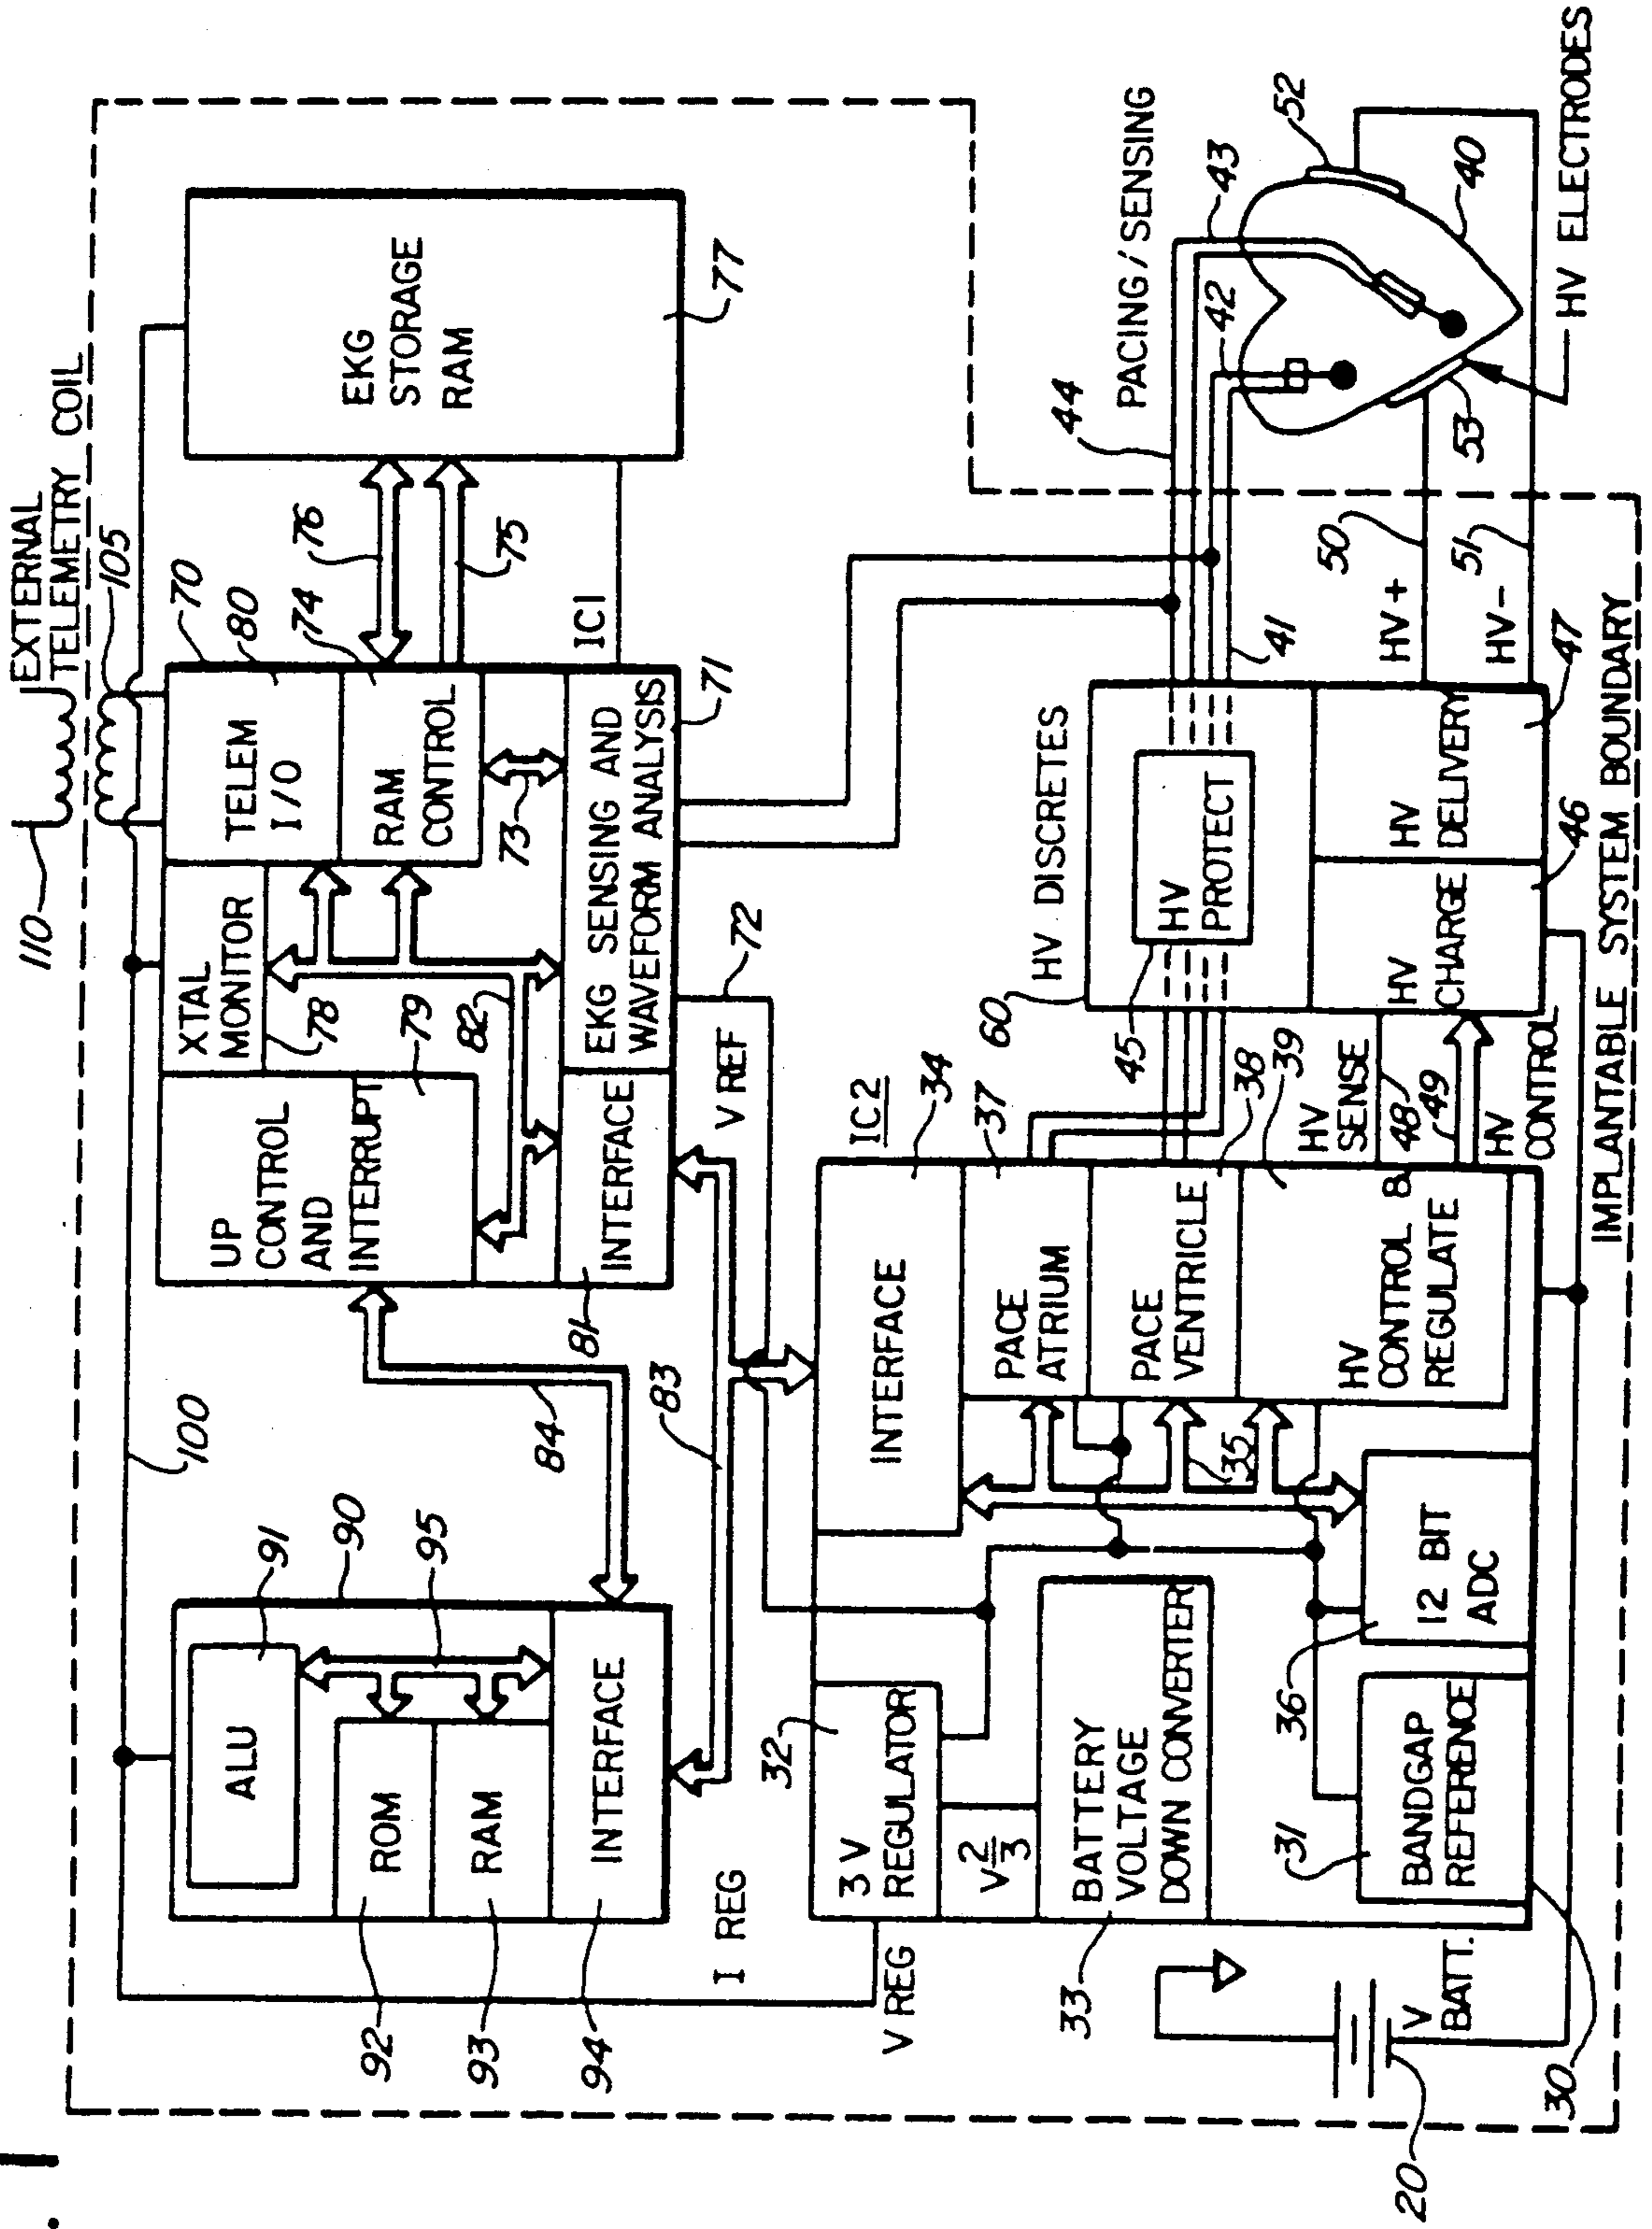 EXTERNAL
TELEMETRY COIL
110
105
70
80
74
76
75
77
EKG
STORAGE
RAM
IC1
TELEM
I/O
RAM
CONTROL
73
XTAL
MONITOR
78
79
82
UP
CONTROL
AND
INTERRUPT
EKG SENSING AND
WAVEFORM ANALYSIS
71
INTERFACE
81
72
V REF
84
83
100
90
91
95
ALU
ROM
RAM
INTERFACE
92
93
94
I REG
V REG
IC2
34
37
38
39
INTERFACE
PACE
ATRIUM
PACE
VENTRICLE
HV
CONTROL &
REGULATE
35
32
3 V
REGULATOR
V 2/3
BATTERY
VOLTAGE
DOWN CONVERTER
33
36
12 BIT
ADC
31
BANDGAP
REFERENCE
30
V
BATT.
20
HV DISCRETES
60
45
HV
PROTECT
HV
SENSE
48
49
HV
CONTROL
HV
CHARGE
46
HV
DELIVERY
47
41
HV +
50
HV -
51
44
PACING/SENSING
42
43
52
40
53
HV ELECTRODES
IMPLANTABLE SYSTEM BOUNDARY